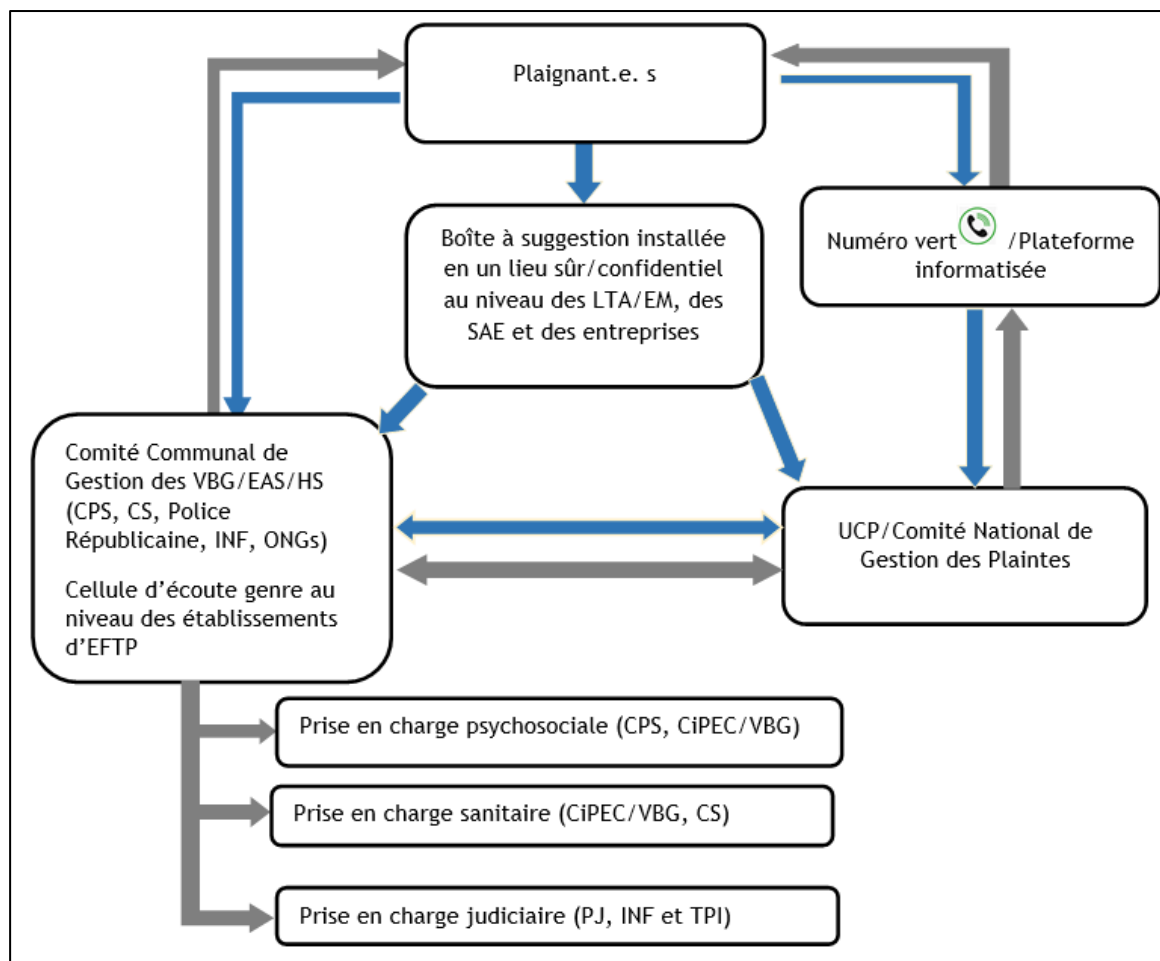 Plaignant.e. s
Boîte à suggestion installée
en un lieu sûr/confidentiel
au niveau des LTA/EM, des
SAE et des entreprises
Numéro vert /Plateforme
informatisée
Comité Communal de
Gestion des VBG/EAS/HS
(CPS, CS, Police
Républicaine, INF, ONGs)
Cellule d’écoute genre au
niveau des établissements
d’EFTP
UCP/Comité National de
Gestion des Plaintes
Prise en charge psychosociale (CPS, CiPEC/VBG)
Prise en charge sanitaire (CiPEC/VBG, CS)
Prise en charge judiciaire (PJ, INF et TPI)